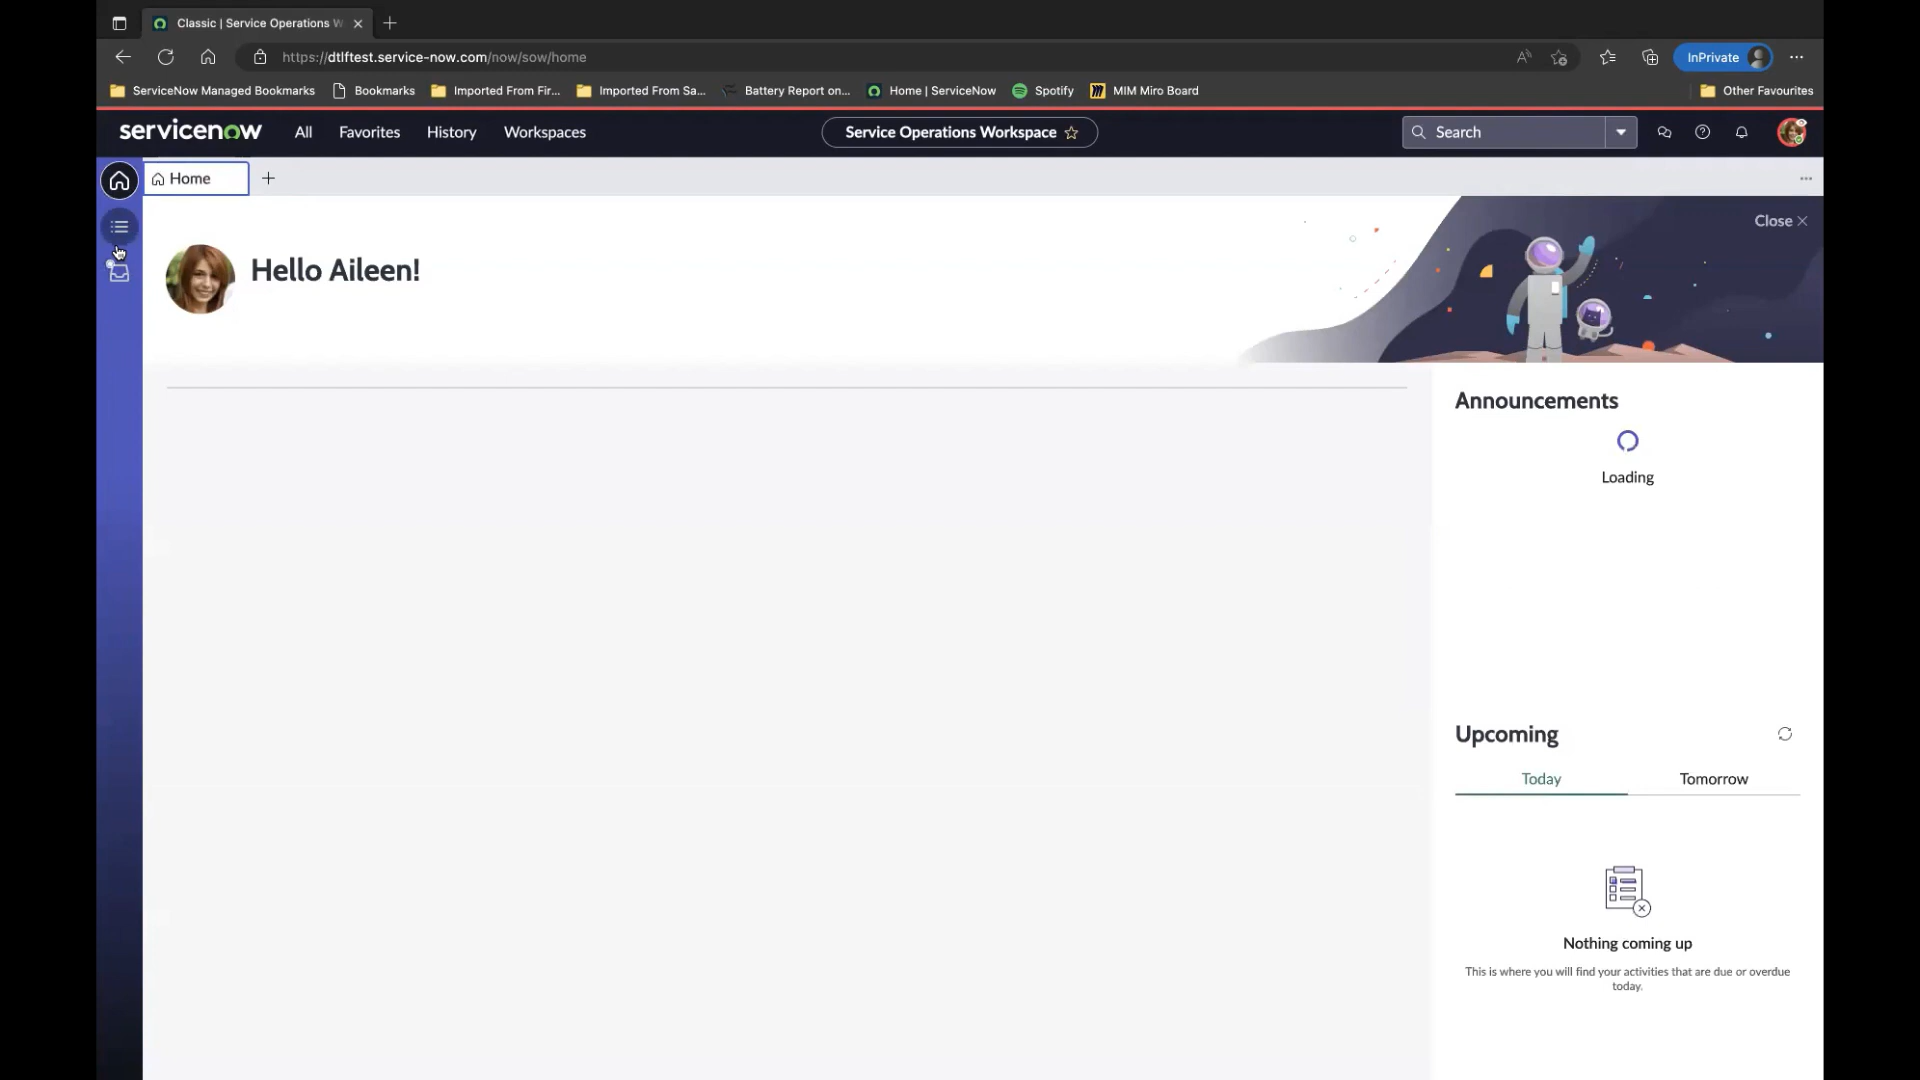 Classic | Service Operations W
https://dtlftest.service-now.com/now/sow/home
InPrivate
ServiceNow Managed Bookmarks
Bookmarks
Imported From Fir...
Imported From Sa...
Battery Report on...
Home | ServiceNow
Spotify
MIM Miro Board
Other Favourites
servicenow
All
Favorites
History
Workspaces
Service Operations Workspace
Search
Home
Close
Hello Aileen!
Announcements
Loading
Upcoming
Today
Tomorrow
Nothing coming up
This is where you will find your activities that are due or overdue
today.